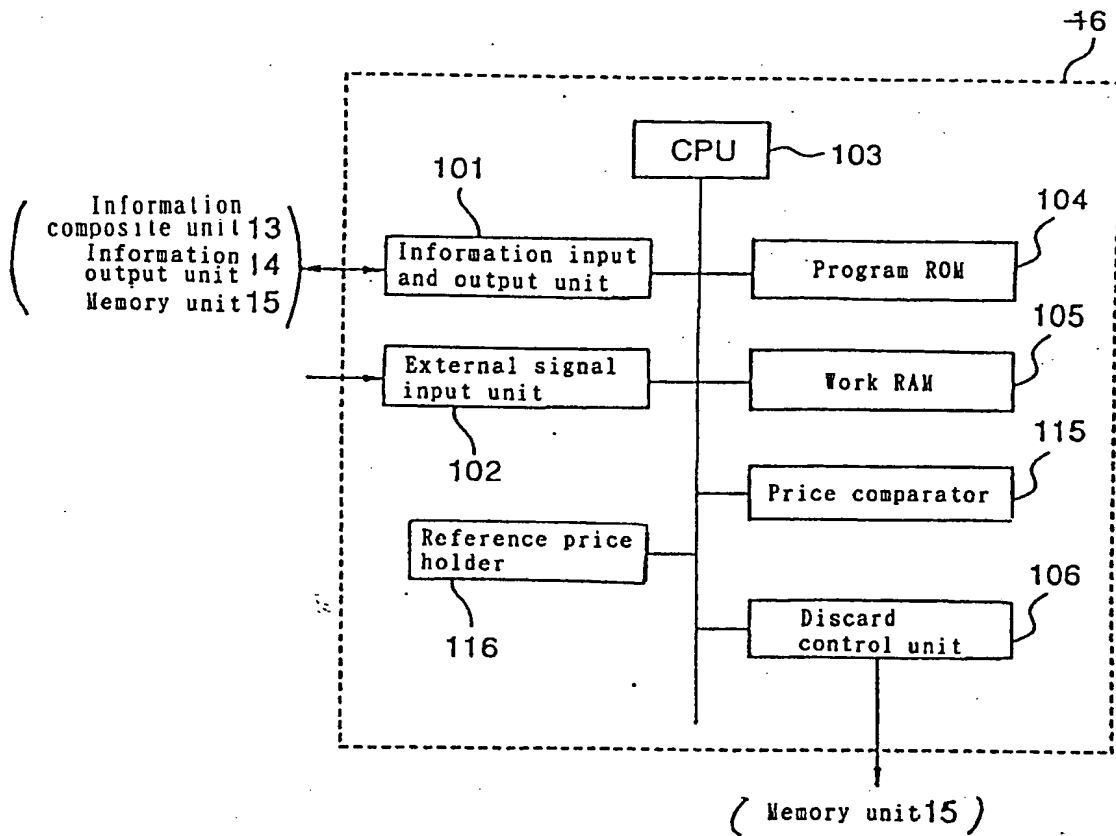 16
CPU
103
101
104
Information
composite unit 13
Information
output unit 14
Memory unit 15
Information input
and output unit
Program ROM
105
External signal
input unit
Work RAM
102
115
Price comparator
Reference price
holder
106
116
Discard
control unit
( Memory unit 15 )